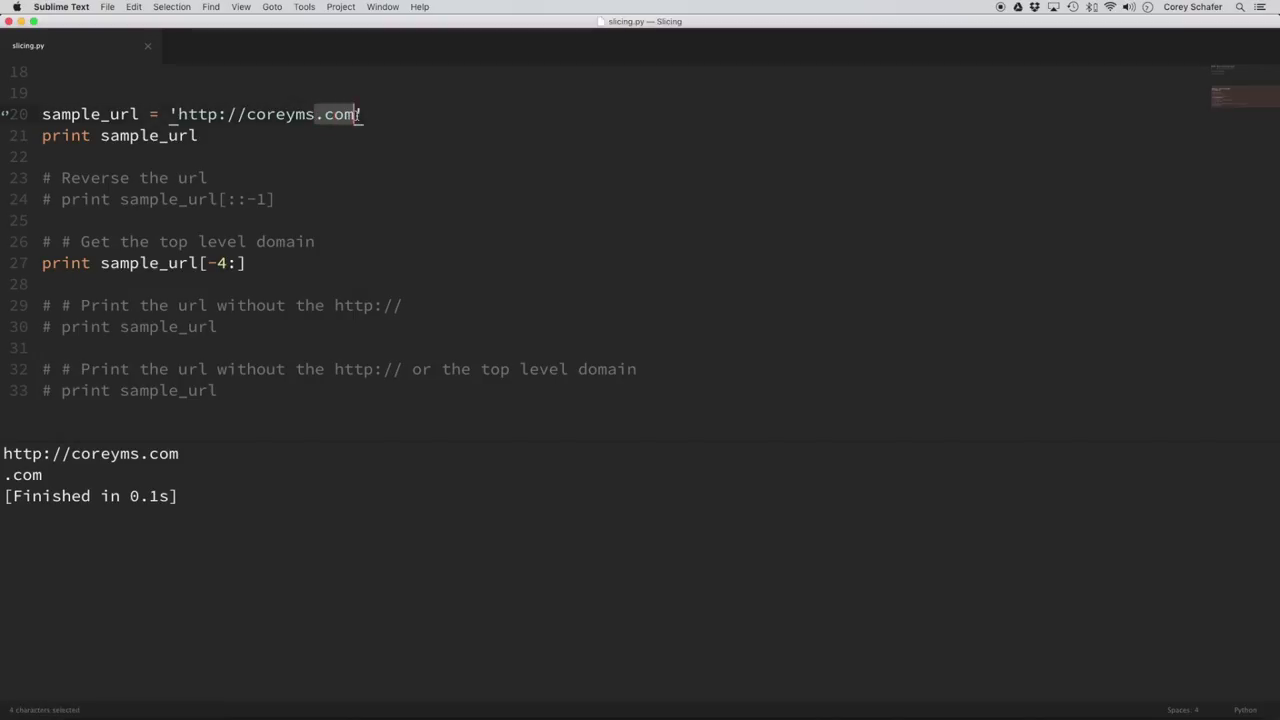 Sublime Text File Edit Selection Find View Goto Tools Project Window Help Corey Schafer
slicing.py — Slicing
slicing.py
18
19
20 sample_url = 'http://coreyms.com'
21 print sample_url
22
23 # Reverse the url
24 # print sample_url[::-1]
25
26 # # Get the top level domain
27 print sample_url[-4:]
28
29 # # Print the url without the http://
30 # print sample_url
31
32 # # Print the url without the http:// or the top level domain
33 # print sample_url
http://coreyms.com
.com
[Finished in 0.1s]
4 characters selected Spaces: 4 Python